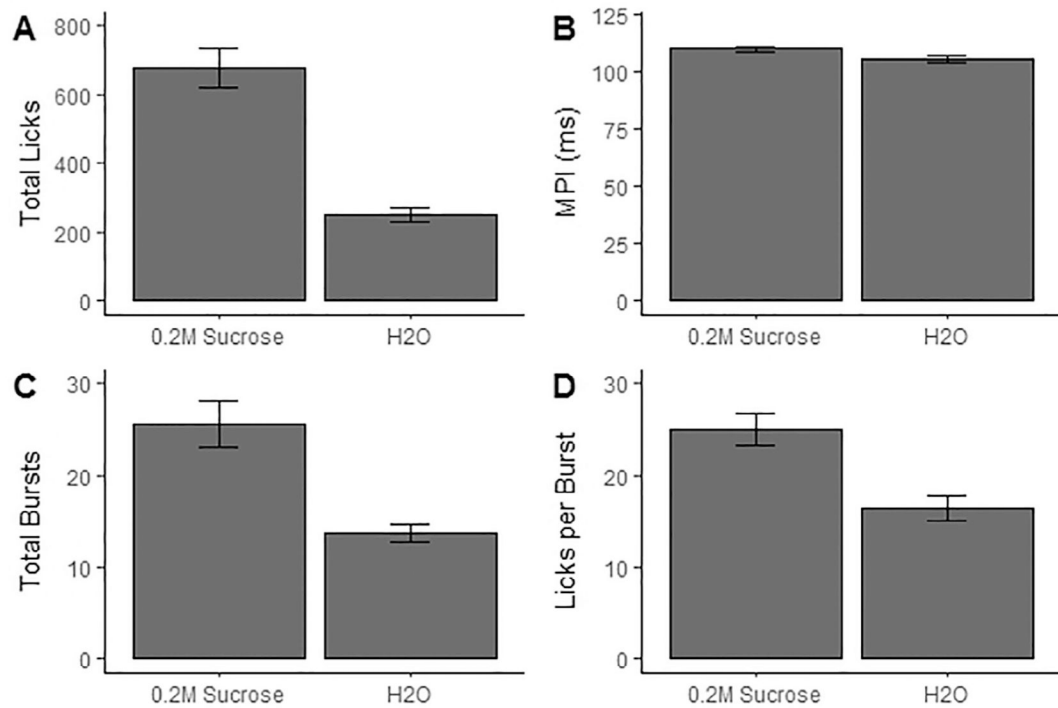 A
Total Licks
800
600
400
200
0
0.2M Sucrose
H2O
B
MPI (ms)
125
100
75
50
25
0
0.2M Sucrose
H2O
C
Total Bursts
30
20
10
0
0.2M Sucrose
H2O
D
Licks per Burst
30
20
10
0
0.2M Sucrose
H2O